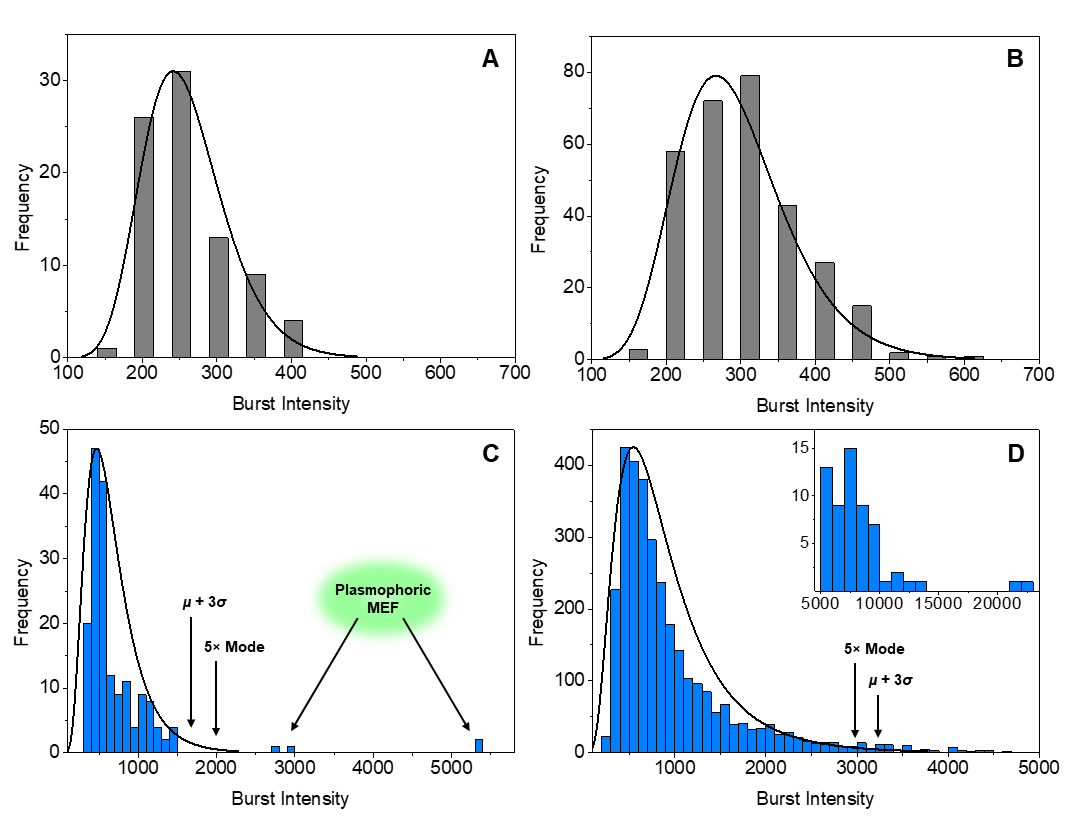 A
30
20
10
0
Frequency
100 200 300 400 500 600 700
Burst Intensity
B
80
60
40
20
0
Frequency
100 200 300 400 500 600 700
Burst Intensity
C
50
40
30
20
10
0
Frequency
μ + 3σ
5× Mode
Plasmophoric
MEF
1000 2000 3000 4000 5000
Burst Intensity
D
400
300
200
100
0
Frequency
15
10
5
5000 10000 15000 20000
5× Mode
μ + 3σ
1000 2000 3000 4000 5000
Burst Intensity